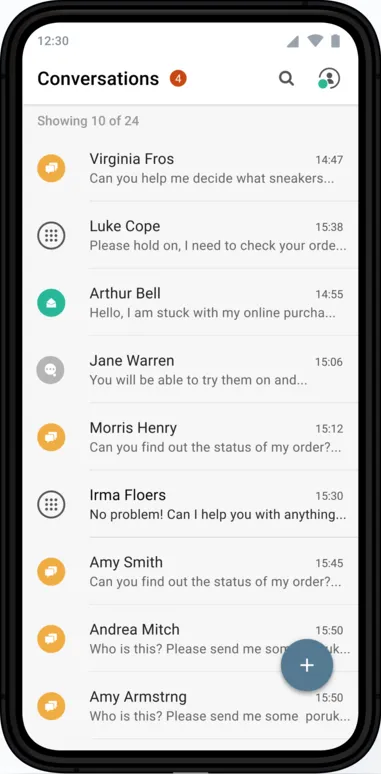 12:30
Conversations 4
Showing 10 of 24
Virginia Fros 14:47
Can you help me decide what sneakers...
Luke Cope 15:38
Please hold on, I need to check your orde...
Arthur Bell 14:55
Hello, I am stuck with my online purcha...
Jane Warren 15:06
You will be able to try them on and...
Morris Henry 15:12
Can you find out the status of my order?...
Irma Floers 15:30
No problem! Can I help you with anything...
Amy Smith 15:45
Can you find out the status of my order?...
Andrea Mitch 15:50
Who is this? Please send me
Amy Armstrng 15:50
Who is this? Please send me some poruk...